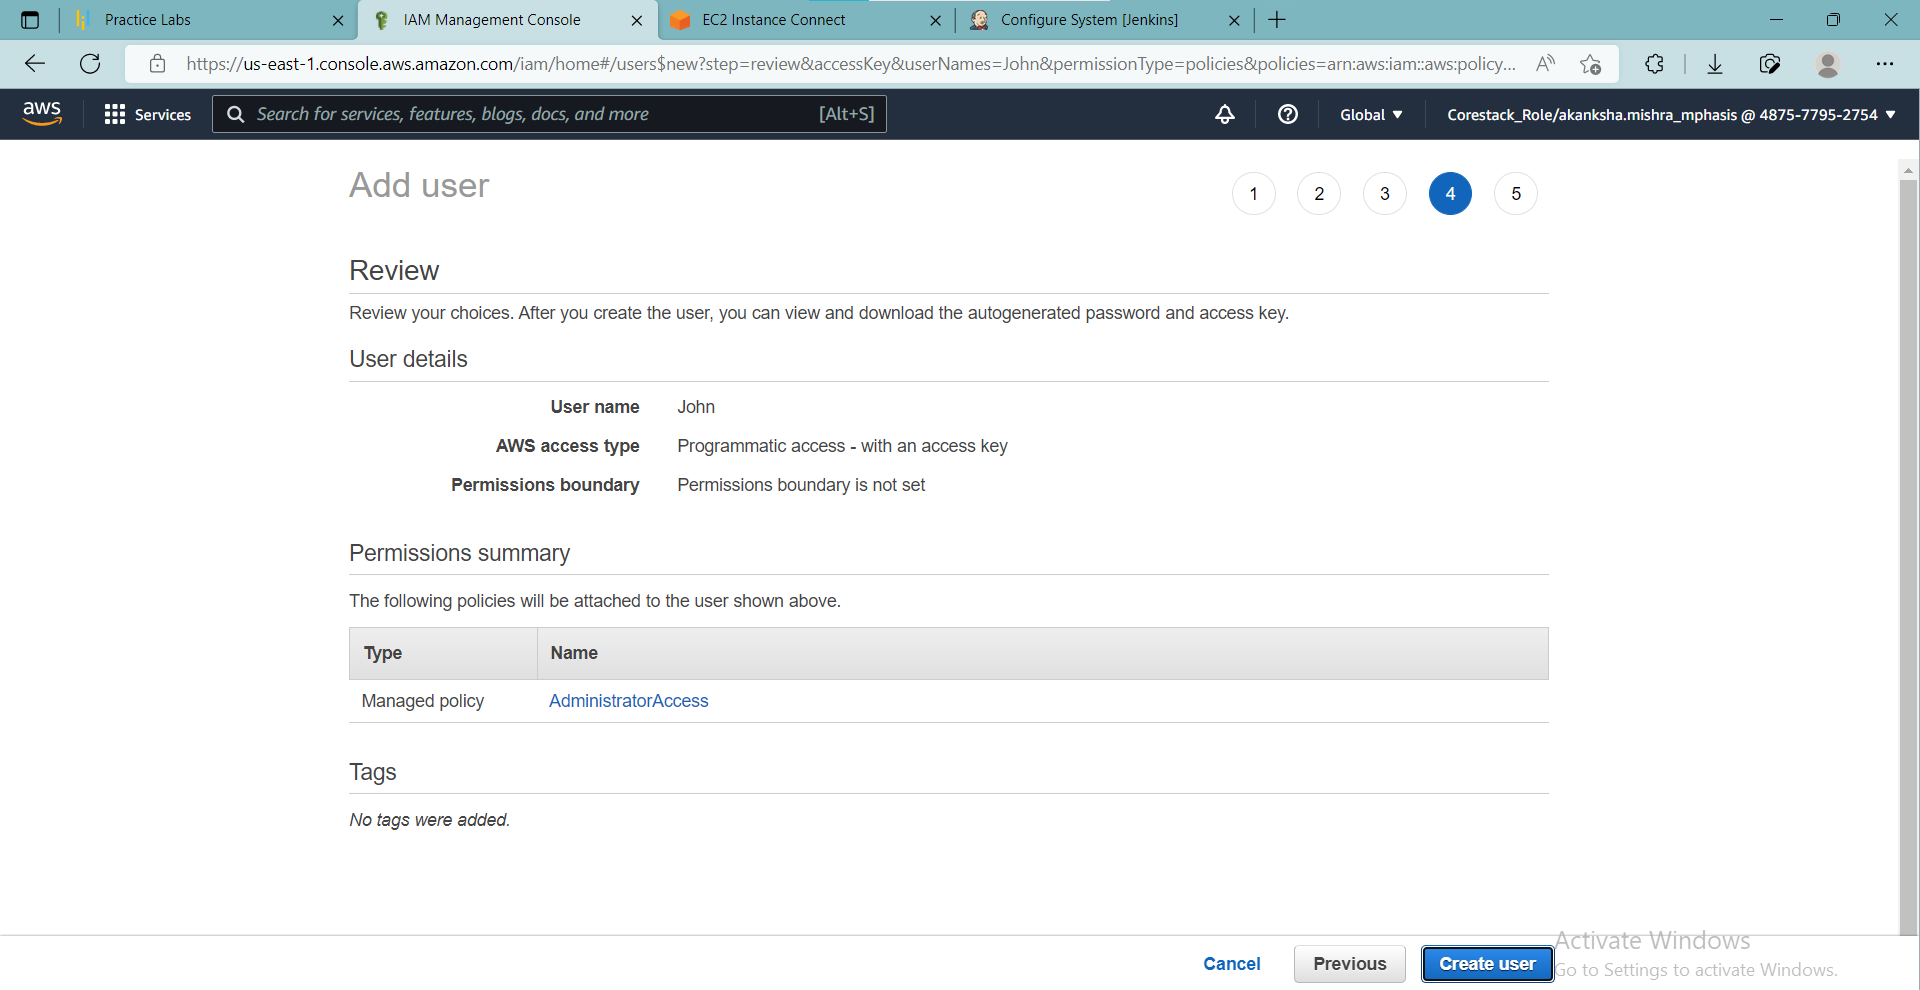 Practice Labs
IAM Management Console
EC2 Instance Connect
Configure System [Jenkins]
https://us-east-1.console.aws.amazon.com/iam/home#/users$new?step=review&accessKey&userNames=John&permissionType=policies&policies=arn:aws:iam::aws:policy...
aws
Services
Search for services, features, blogs, docs, and more
[Alt+S]
Global
Corestack_Role/akanksha.mishra_mphasis @ 4875-7795-2754
Add user
1 2 3 4 5
Review
Review your choices. After you create the user, you can view and download the autogenerated password and access key.
User details
User name John
AWS access type Programmatic access - with an access key
Permissions boundary Permissions boundary is not set
Permissions summary
The following policies will be attached to the user shown above.
Type Name
Managed policy AdministratorAccess
Tags
No tags were added.
Cancel Previous Create user
Activate Windows
Go to Settings to activate Windows.